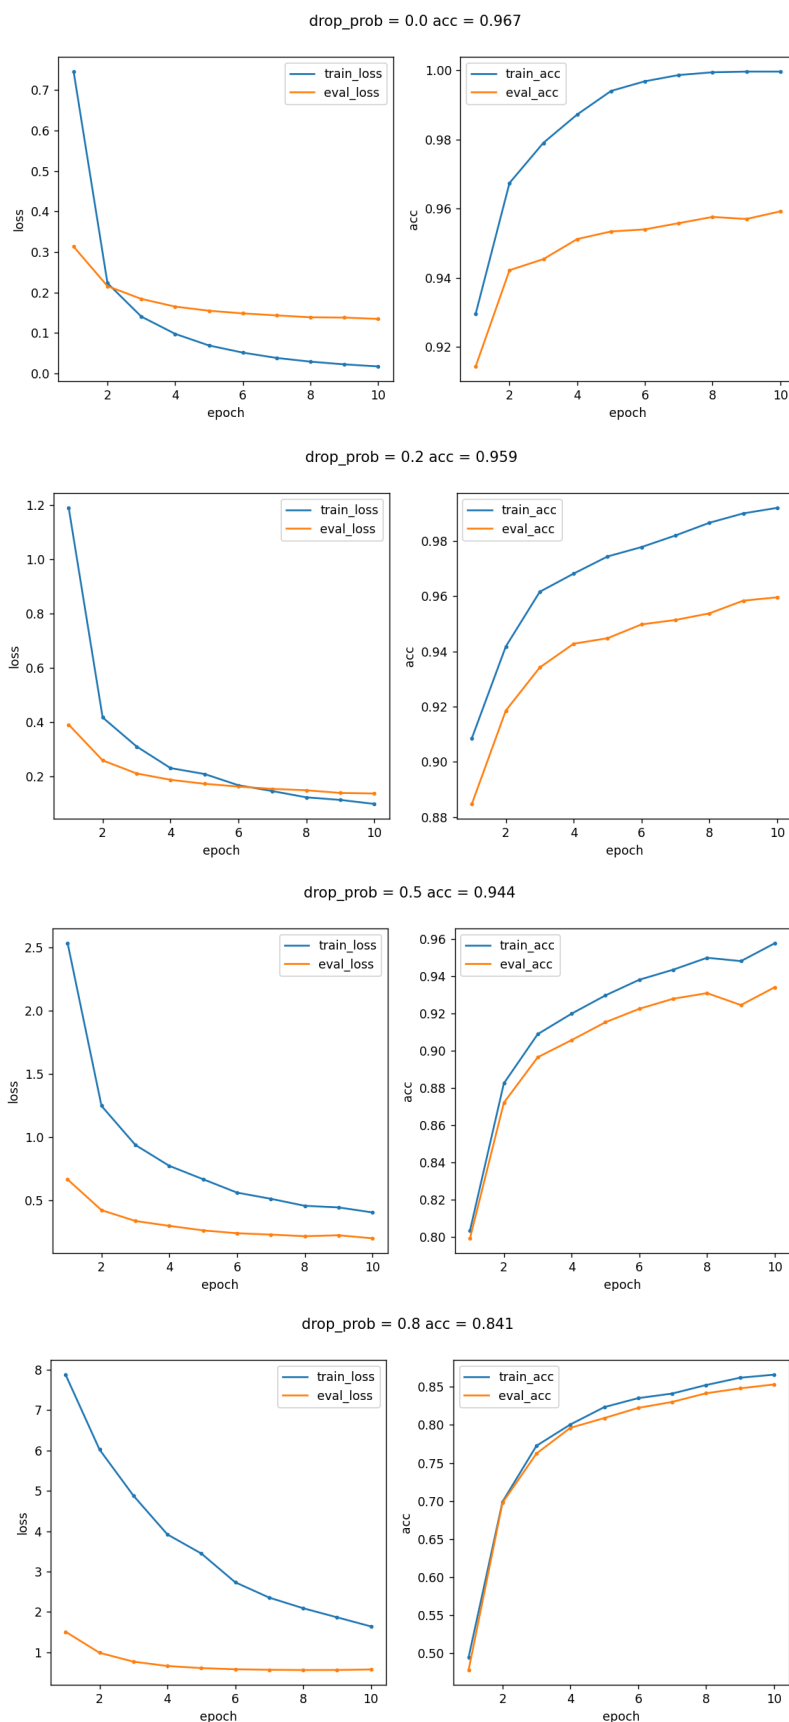 drop_prob = 0.0 acc = 0.967
train_loss
eval_loss
0.7
0.6
0.5
0.4
0.3
0.2
0.1
0.0
loss
2 4 6 8 10
epoch
train_acc
eval_acc
1.00
0.98
0.96
0.94
0.92
acc
2 4 6 8 10
epoch
drop_prob = 0.2 acc = 0.959
train_loss
eval_loss
1.2
1.0
0.8
0.6
0.4
0.2
loss
2 4 6 8 10
epoch
train_acc
eval_acc
0.98
0.96
0.94
0.92
0.90
0.88
acc
2 4 6 8 10
epoch
drop_prob = 0.5 acc = 0.944
train_loss
eval_loss
2.5
2.0
1.5
1.0
0.5
loss
2 4 6 8 10
epoch
train_acc
eval_acc
0.96
0.94
0.92
0.90
0.88
0.86
0.84
0.82
0.80
acc
2 4 6 8 10
epoch
drop_prob = 0.8 acc = 0.841
train_loss
eval_loss
8
7
6
5
4
3
2
1
loss
2 4 6 8 10
epoch
train_acc
eval_acc
0.85
0.80
0.75
0.70
0.65
0.60
0.55
0.50
acc
2 4 6 8 10
epoch